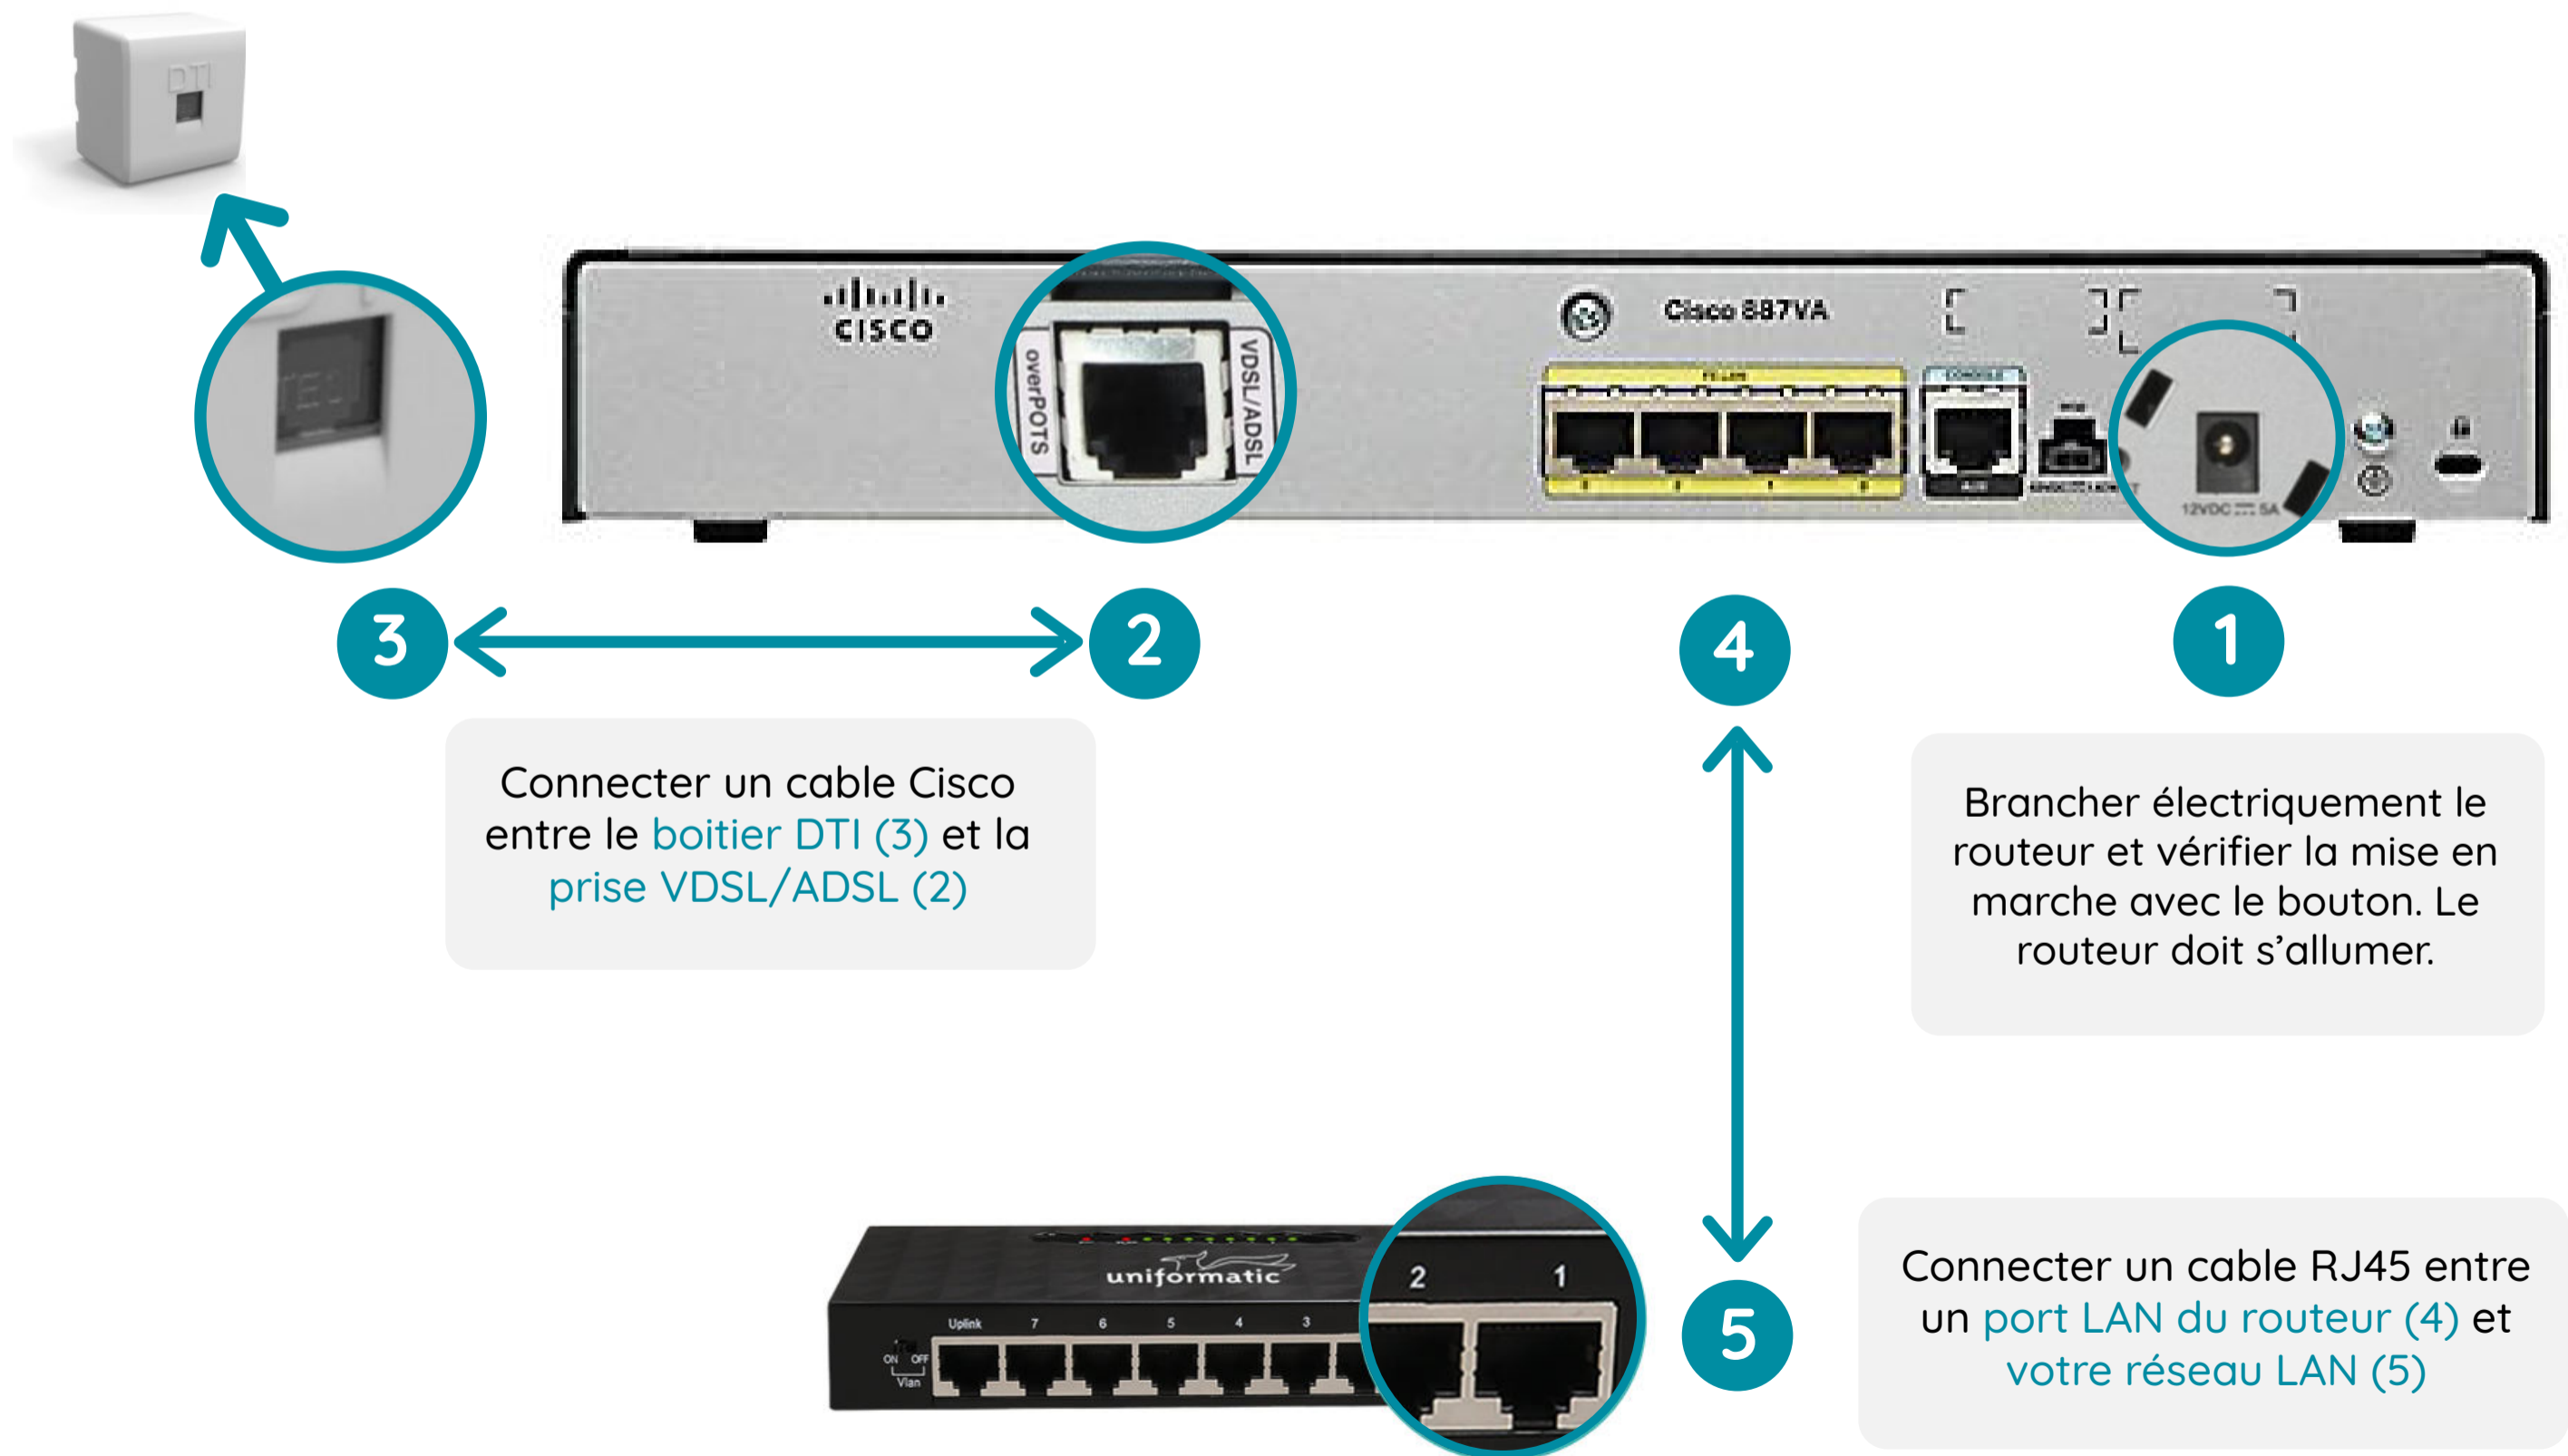 DTI
CISCO
overPOTS
VDSL/ADSL
Cisco 887VA
CONSOLE
12VDC 5A
3
2
4
1
Connecter un cable Cisco
entre le boitier DTI (3) et la
prise VDSL/ADSL (2)
Brancher électriquement le
routeur et vérifier la mise en
marche avec le bouton. Le
routeur doit s’allumer.
uniformatic
Uplink 7 6 5 4 3
2 1
ON OFF
Vlan
5
Connecter un cable RJ45 entre
un port LAN du routeur (4) et
votre réseau LAN (5)